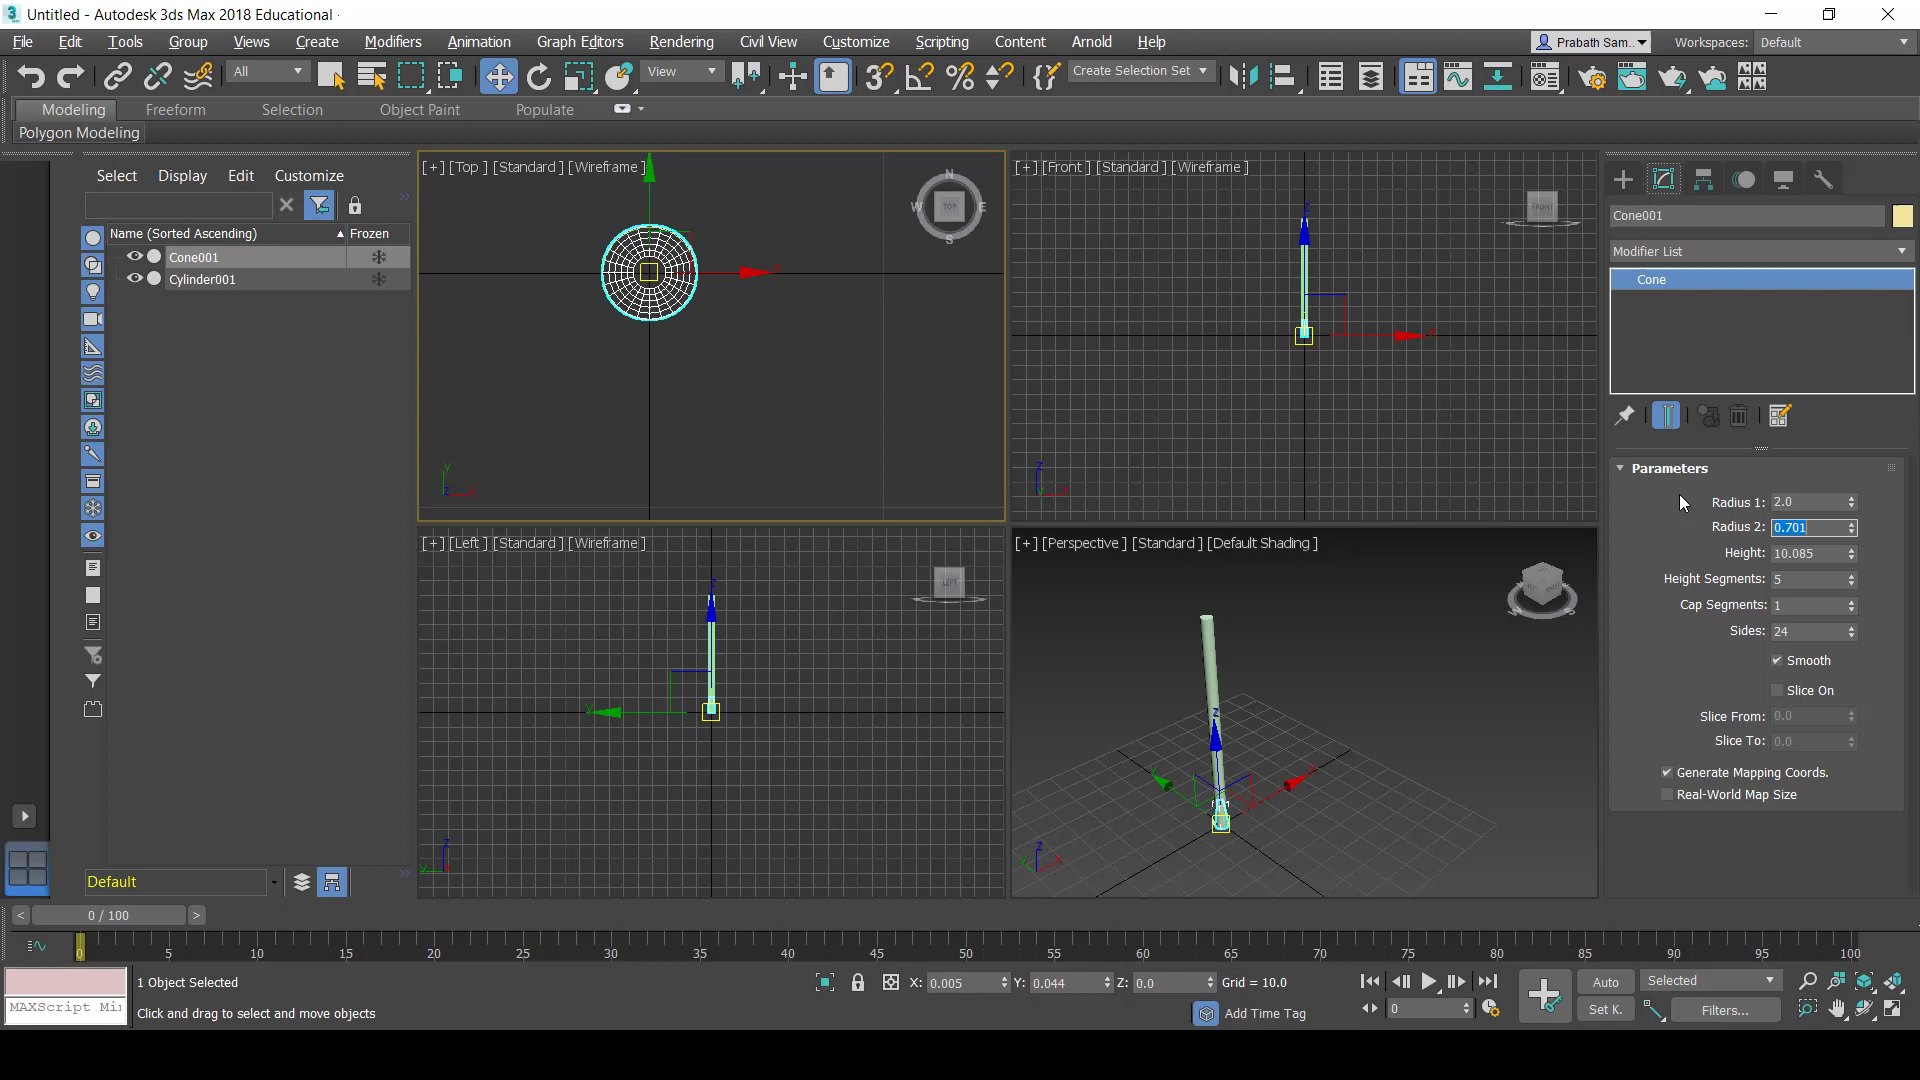 Untitled - Autodesk 3ds Max 2018 Educational -
File Edit Tools Group Views Create Modifiers Animation Graph Editors Rendering Civil View Customize Scripting Content Arnold Help Prabath Sam.. Workspaces: Default
All View Create Selection Set
Modeling Freeform Selection Object Paint Populate
Polygon Modeling
Select Display Edit Customize
Name (Sorted Ascending) Frozen
Cone001
Cylinder001
Default
[+] [Top ] [Standard ] [Wireframe ]
N
W TOP E
S
x
y
z x
[+] [Front ] [Standard ] [Wireframe ]
FRONT
z
x
z
[+] [Left ] [Standard ] [Wireframe ]
LEFT
z
y
z
y
[+] [Perspective ] [Standard ] [Default Shading ]
z
x
z
Cone001
Modifier List
Cone
Parameters
Radius 1: 2.0
Radius 2: 0.701
Height: 10.085
Height Segments: 5
Cap Segments: 1
Sides: 24
Smooth
Slice On
Slice From: 0.0
Slice To: 0.0
Generate Mapping Coords.
Real-World Map Size
< 0 / 100 >
0 5 10 15 20 25 30 35 40 45 50 55 60 65 70 75 80 85 90 95 100
1 Object Selected X: 0.005 Y: 0.044 Z: 0.0 Grid = 10.0 Auto Selected
MAXScript Mi
Click and drag to select and move objects Add Time Tag 0 Set K. Filters...